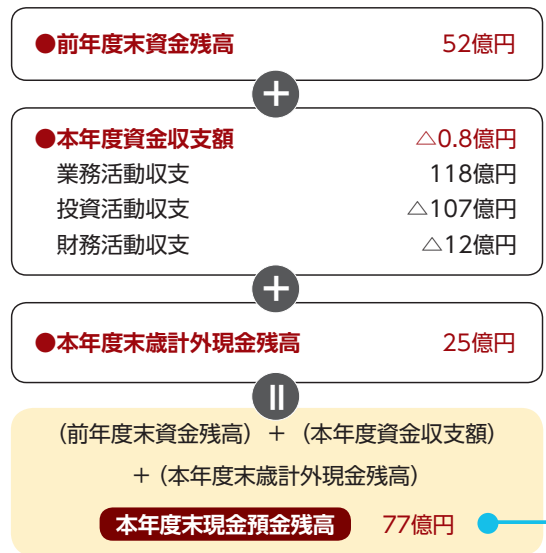 ●前年度末資金残高 52億円
＋
●本年度資金収支額 △0.8億円
業務活動収支 118億円
投資活動収支 △107億円
財務活動収支 △12億円
＋
●本年度末歳計外現金残高 25億円
＝
（前年度末資金残高）＋（本年度資金収支額）
＋（本年度末歳計外現金残高）
本年度末現金預金残高 77億円